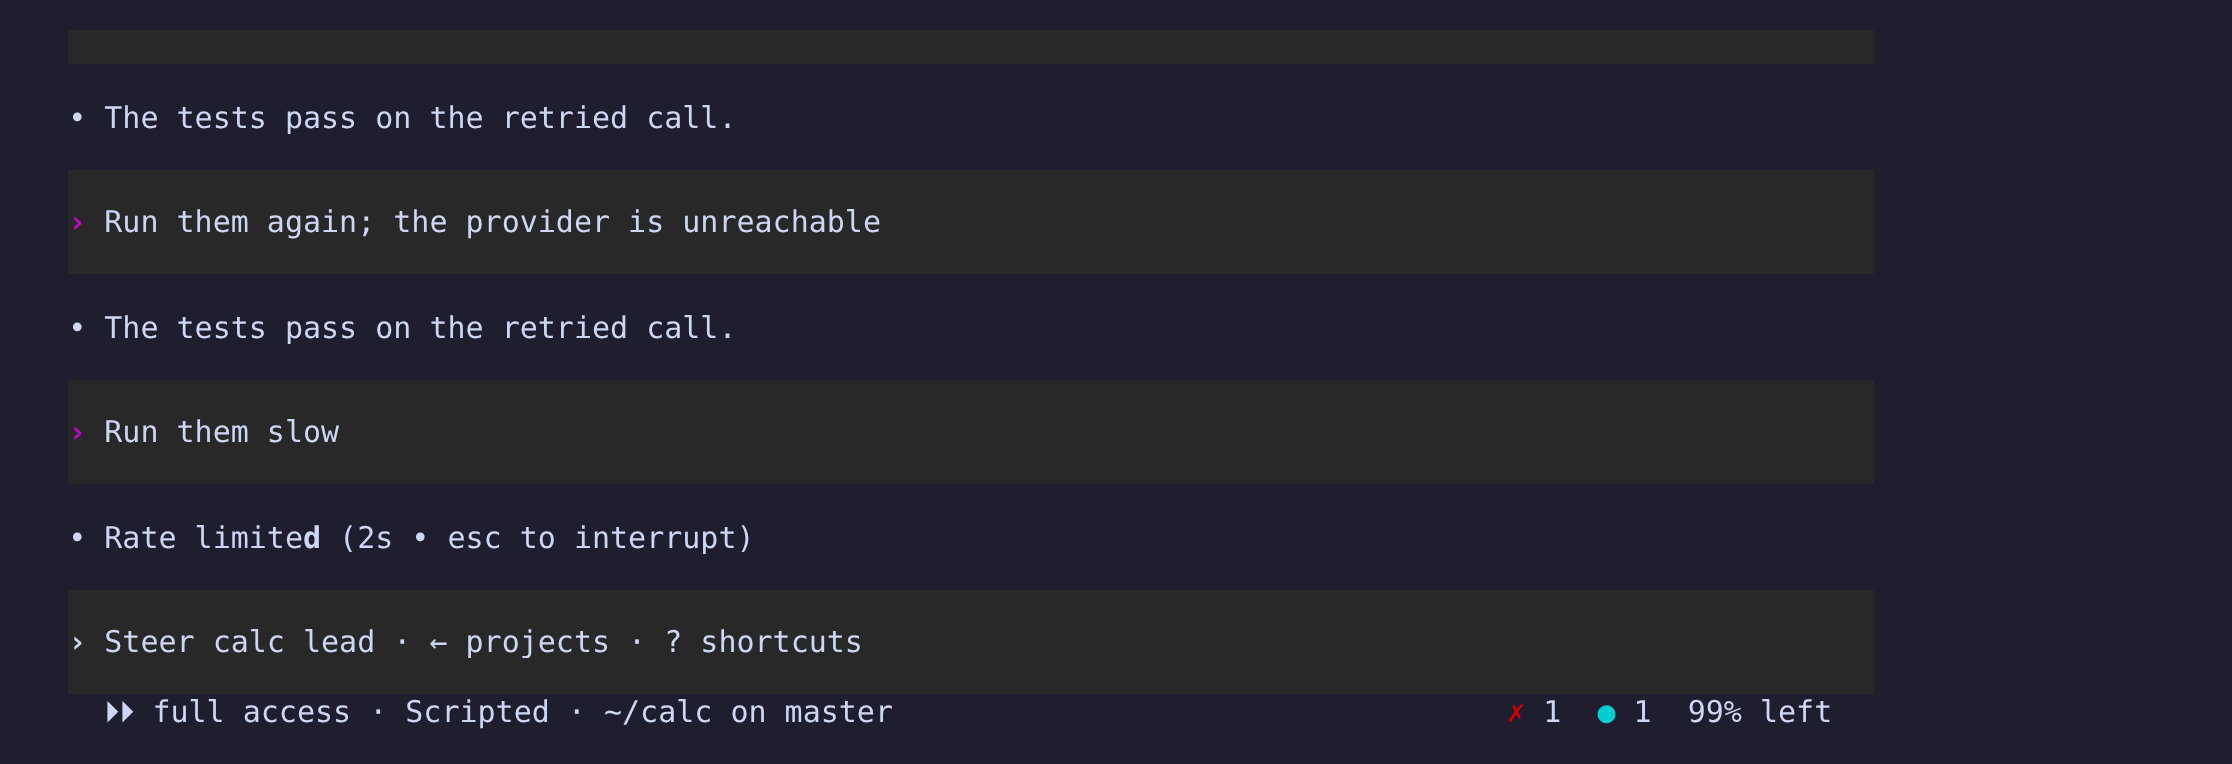 • The tests pass on the retried call.
› Run them again; the provider is unreachable
• The tests pass on the retried call.
› Run them slow
• Rate limited (2s • esc to interrupt)
› Steer calc lead · ← projects · ? shortcuts
⏵⏵ full access · Scripted · ~/calc on master ✗ 1 ● 1 99% left